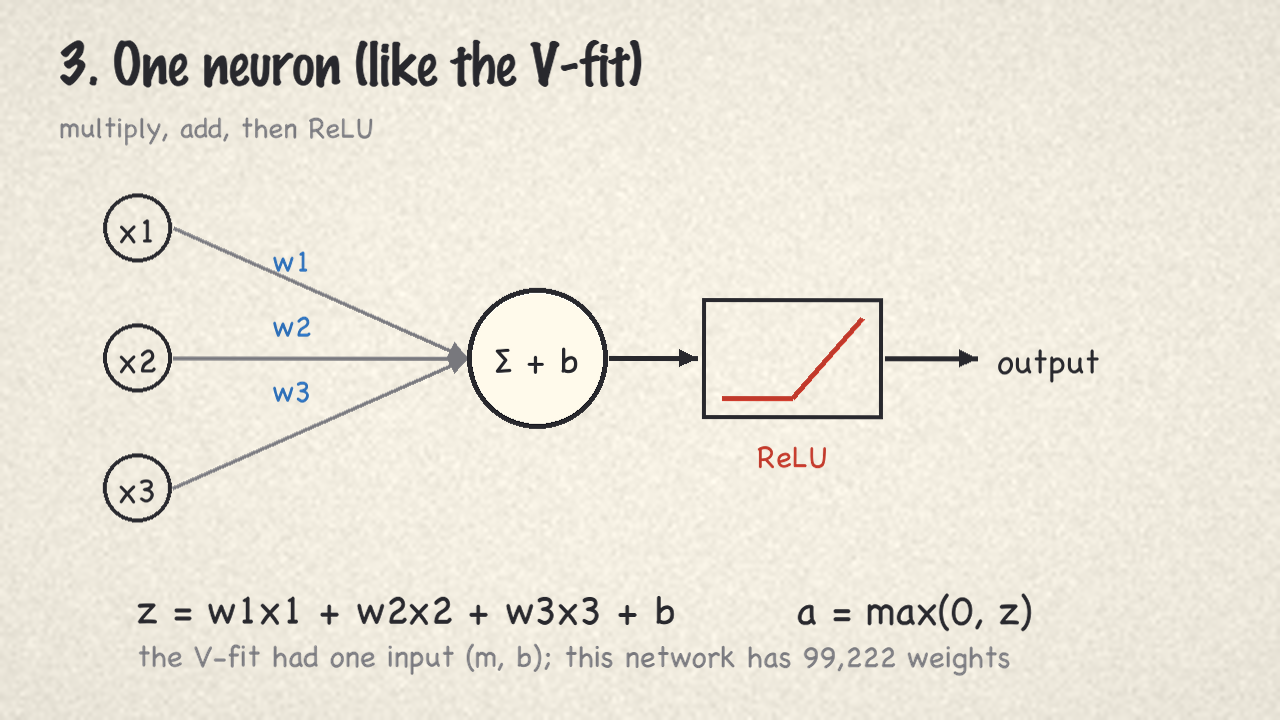 3. One neuron (like the V-fit)
multiply, add, then ReLU
x1
w1
w2
x2
Σ + b
output
w3
ReLU
x3
z = w1x1 + w2x2 + w3x3 + b
a = max(0, z)
the V-fit had one input (m, b); this network has 99,222 weights